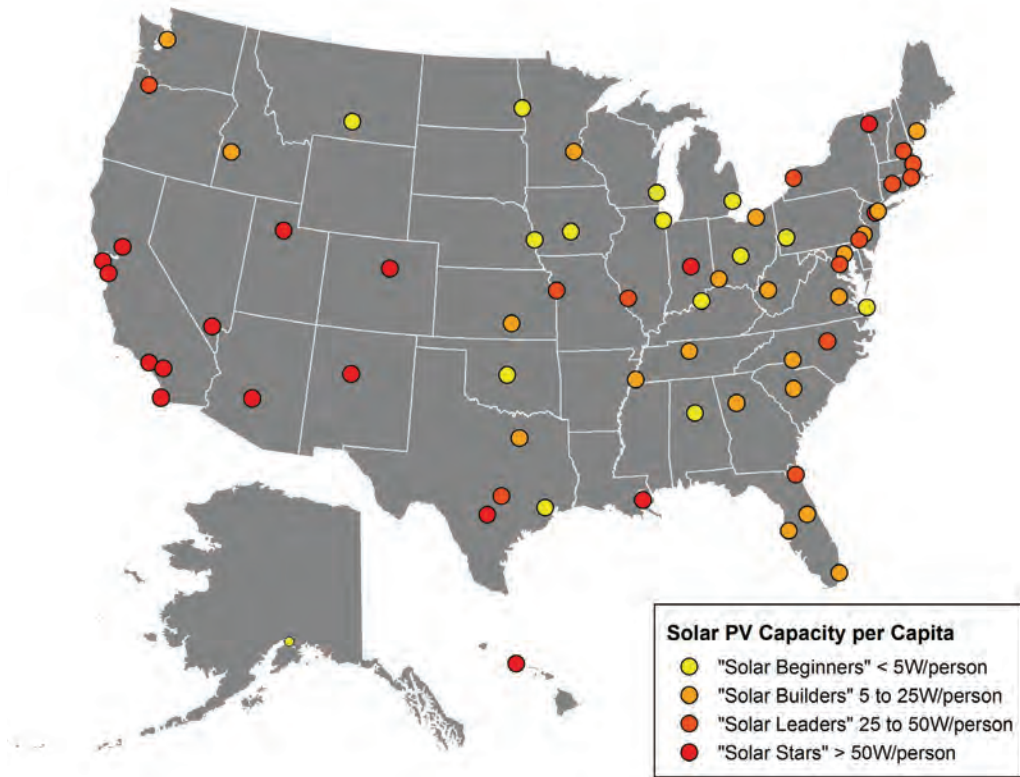 Solar PV Capacity per Capita
"Solar Beginners" < 5W/person
"Solar Builders" 5 to 25W/person
"Solar Leaders" 25 to 50W/person
"Solar Stars" > 50W/person